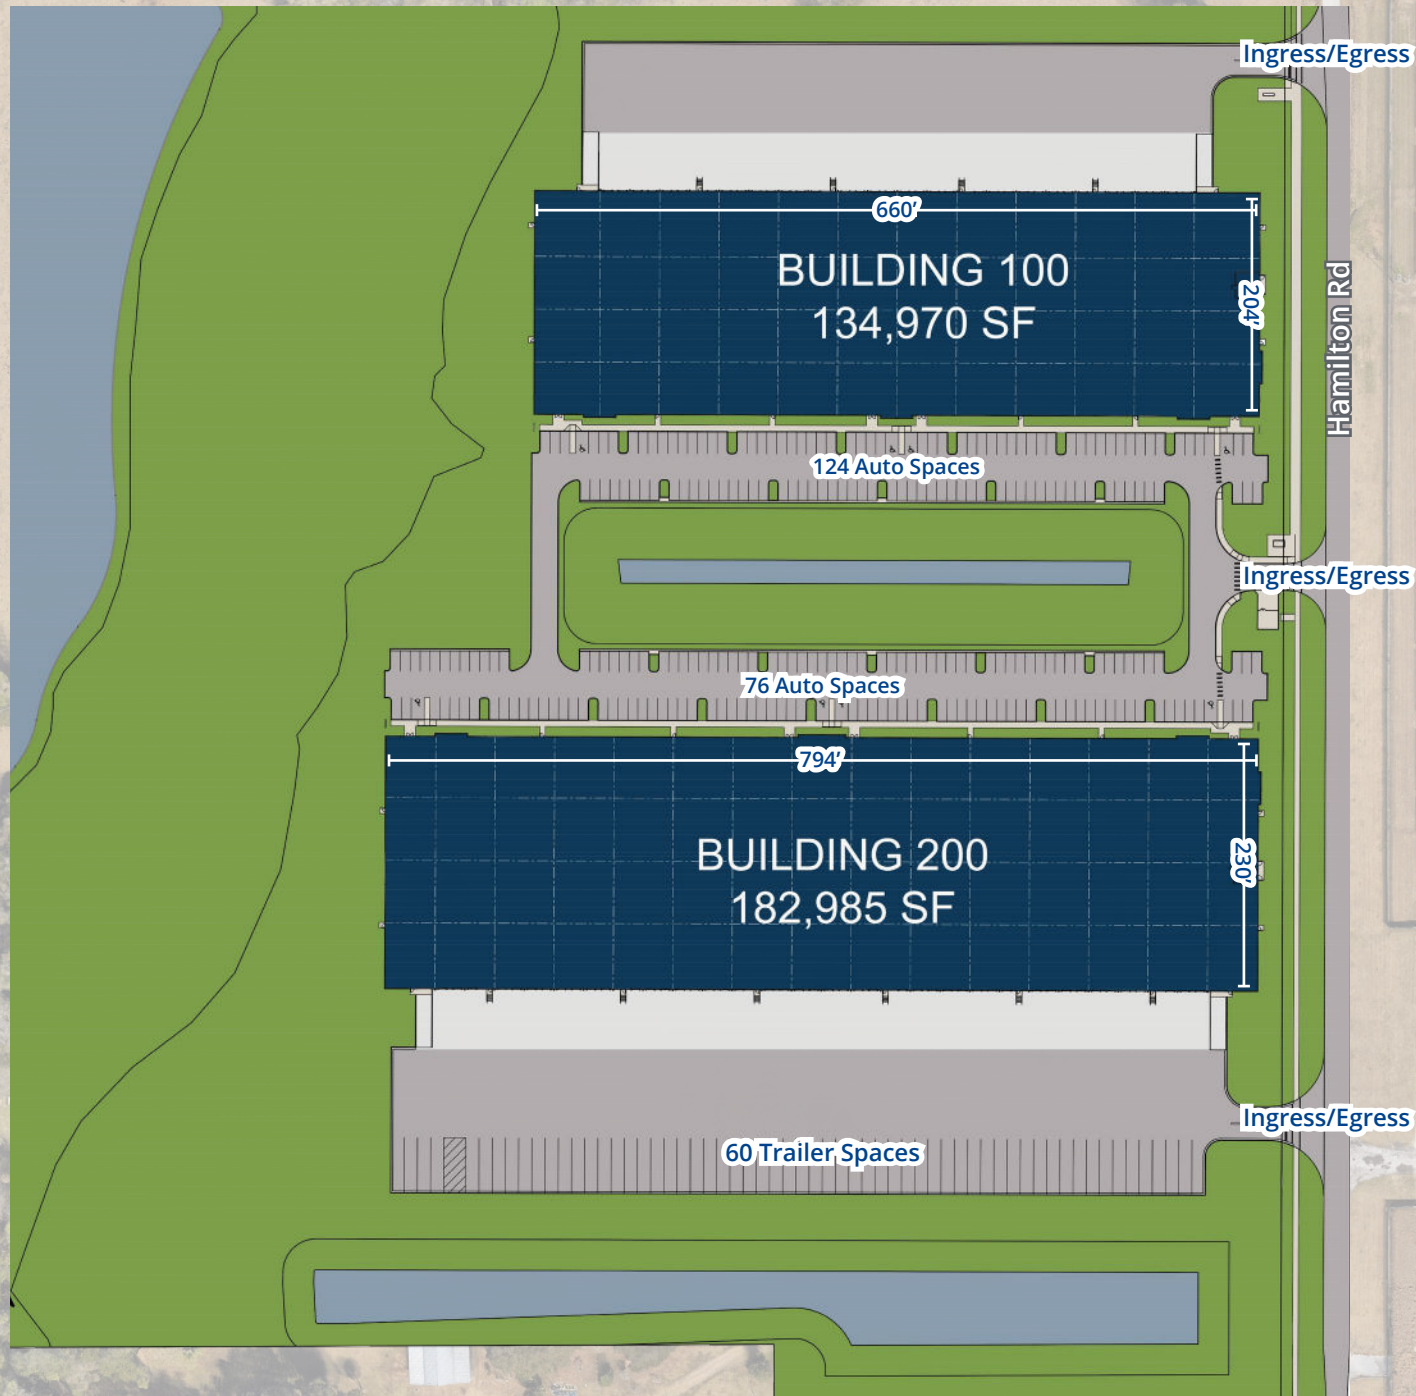 Ingress/Egress
660’
BUILDING 100
134,970 SF
204’
Hamilton Rd
124 Auto Spaces
Ingress/Egress
76 Auto Spaces
794’
BUILDING 200
182,985 SF
230’
Ingress/Egress
60 Trailer Spaces